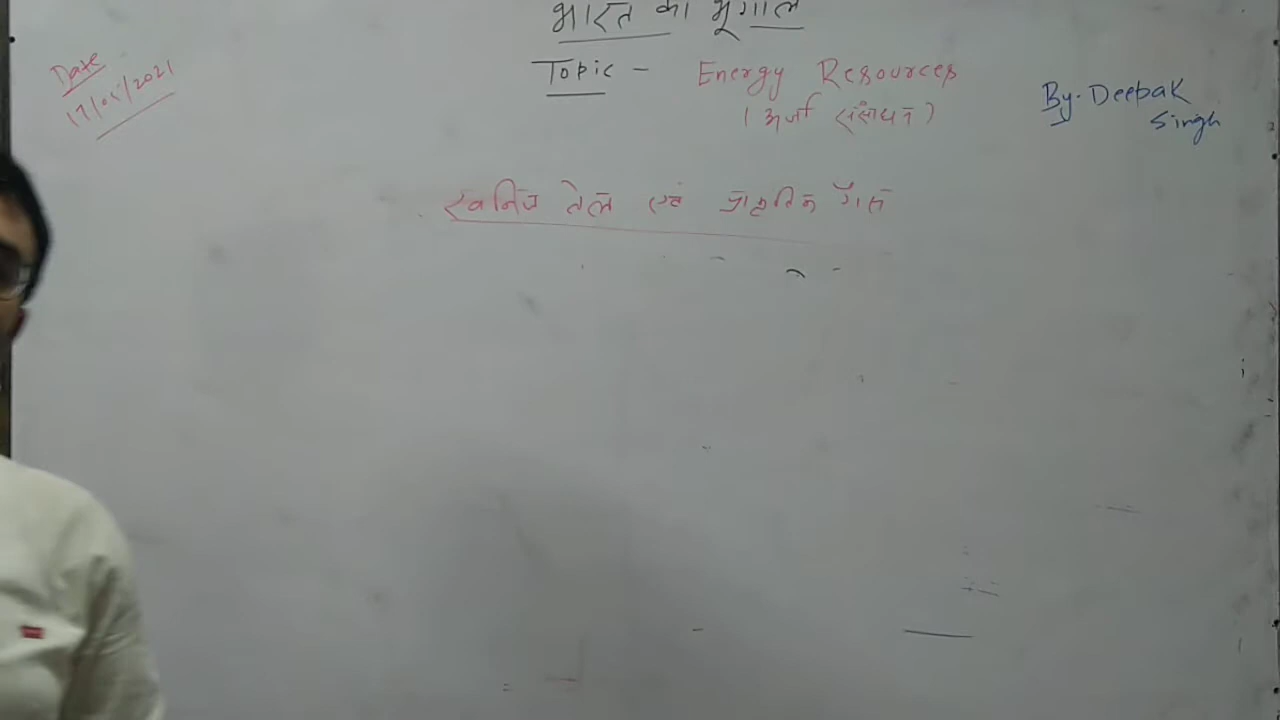 भारत का भूगोल
Date
17/05/2021
Topic - Energy Resources
(ऊर्जा संसाधन)
By. Deepak
Singh
खनिज तेल एवं प्राकृतिक गैस